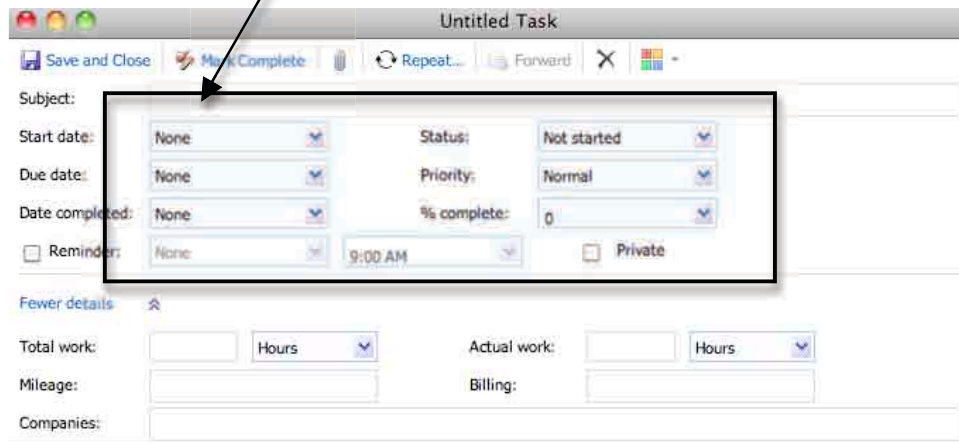 Untitled Task
Save and Close Mark Complete Repeat... Forward
Subject:
Start date: None Status: Not started
Due date: None Priority: Normal
Date completed: None % complete: 0
Reminder: None 9:00 AM Private
Fewer details
Total work: Hours Actual work: Hours
Mileage: Billing:
Companies: